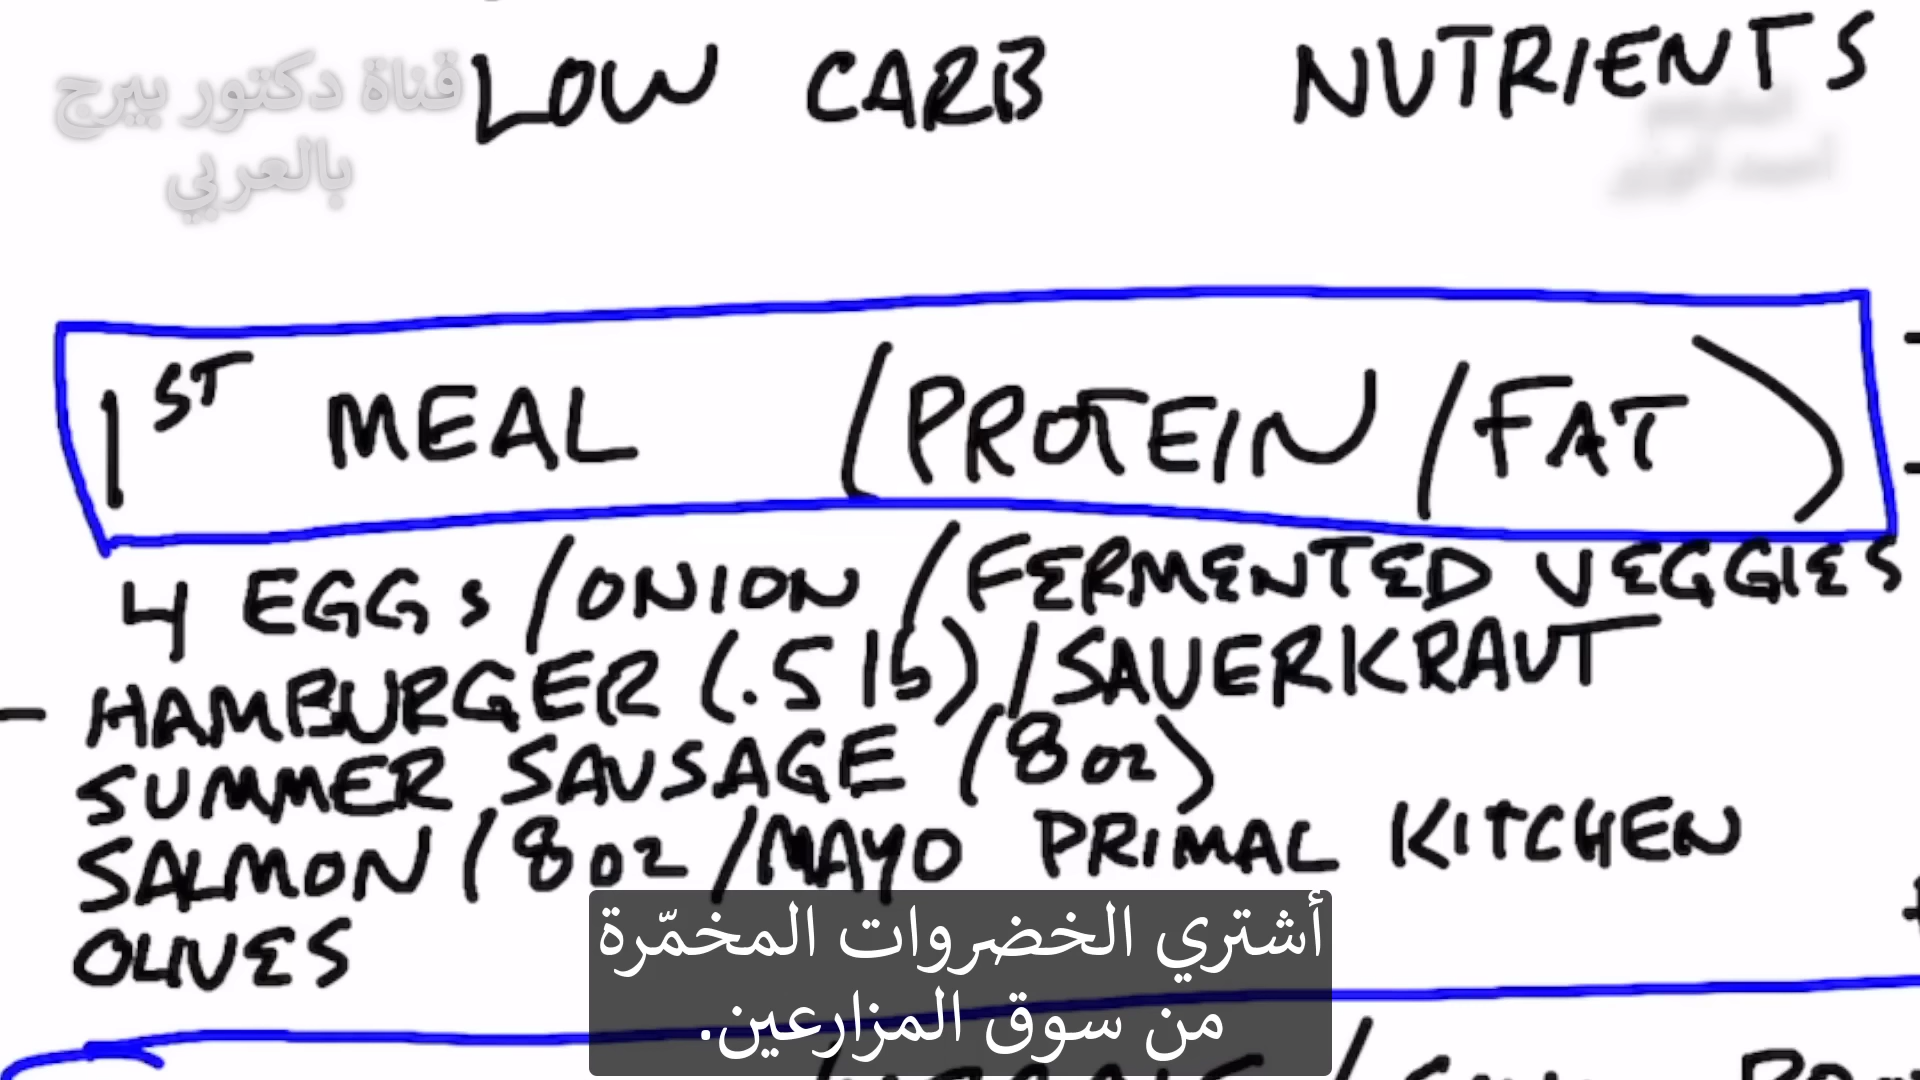 LOW CARB NUTRIENTS
قناة دكتور بيرج
بالعربي
1ST MEAL (PROTEIN/FAT)
4 EGGS/ONION/FERMENTED VEGGIES
- HAMBURGER (.5 lb)/SAUERKRAUT
SUMMER SAUSAGE (8oz)
SALMON/8oz/MAYO PRIMAL KITCHEN
OLIVES
أشتري الخضروات المخمّرة
من سوق المزارعين.